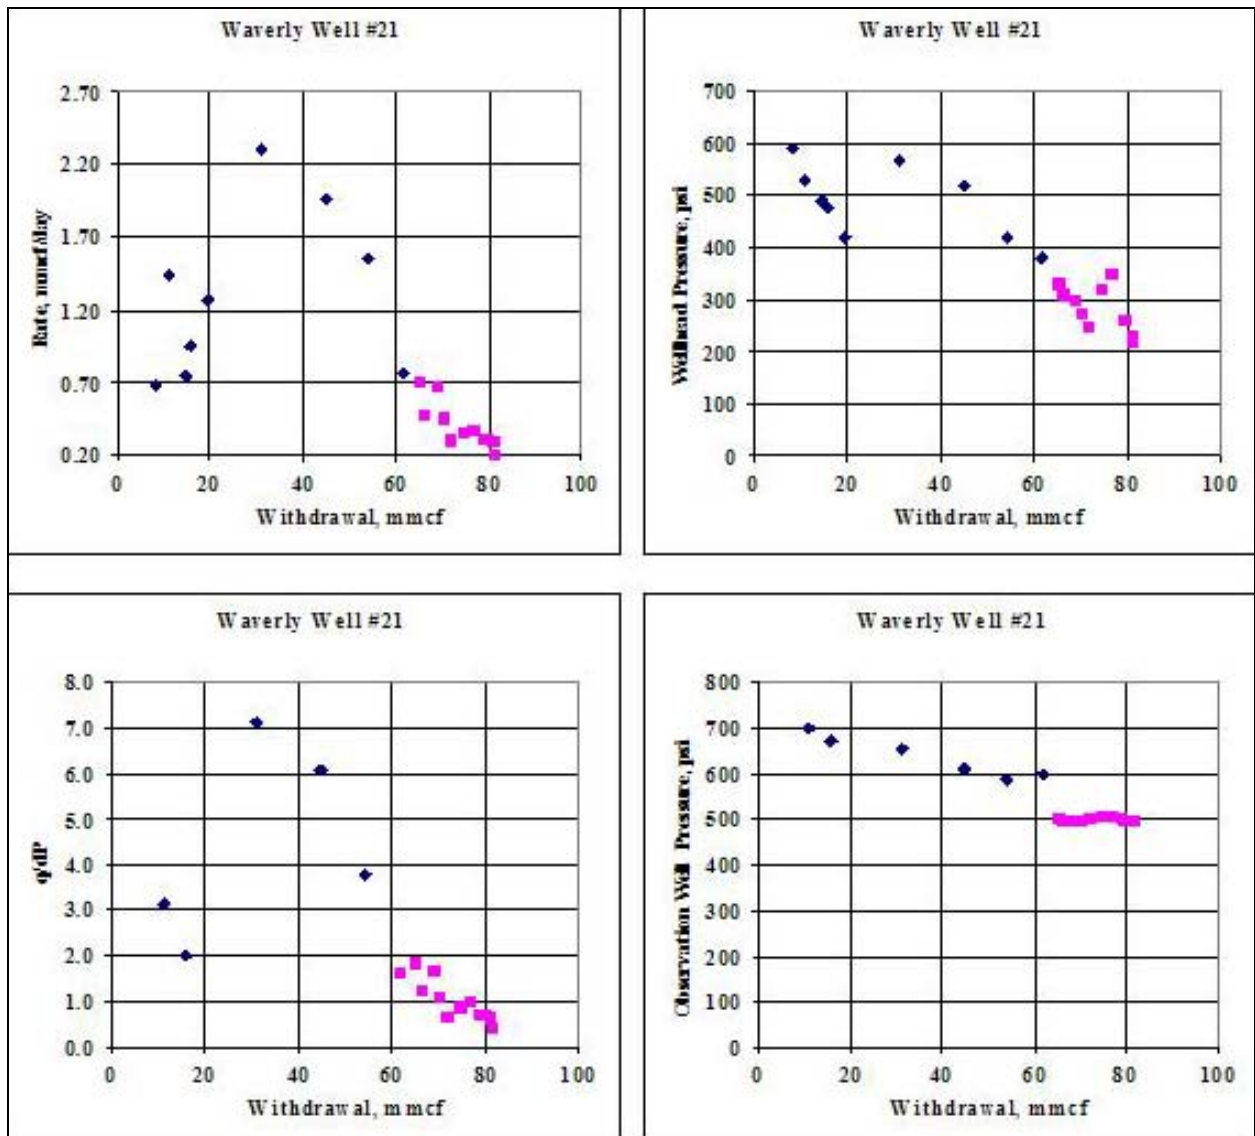 Waverly Well #21
2.70
2.20
1.70
1.20
0.70
0.20
Rate, mmcf/day
0 20 40 60 80 100
Withdrawal, mmcf
Waverly Well #21
700
600
500
400
300
200
100
0
Wellhead Pressure, psi
0 20 40 60 80 100
Withdrawal, mmcf
Waverly Well #21
8.0
7.0
6.0
5.0
4.0
3.0
2.0
1.0
0.0
q/dP
0 20 40 60 80 100
Withdrawal, mmcf
Waverly Well #21
800
700
600
500
400
300
200
100
0
Observation Well Pressure, psi
0 20 40 60 80 100
Withdrawal, mmcf